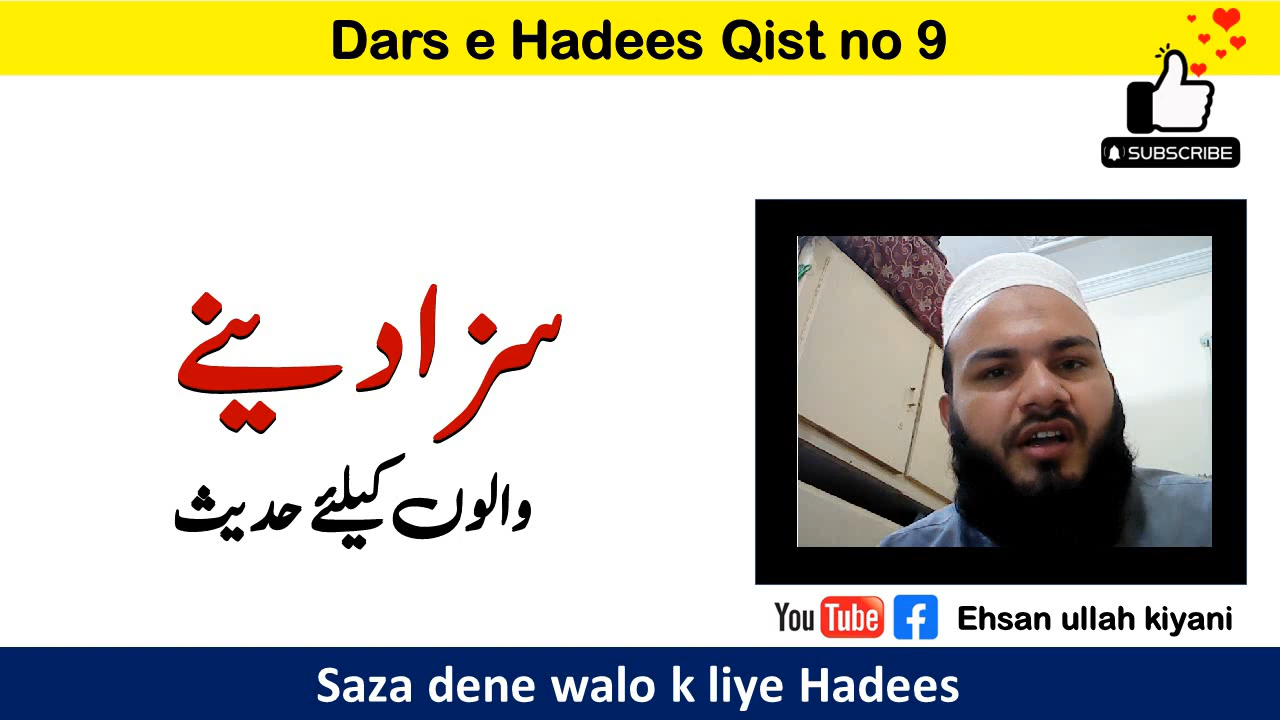 Dars e Hadees Qist no 9
SUBSCRIBE
سزا دینے
والوں کیلئے حدیث
YouTube
f
Ehsan ullah kiyani
Saza dene walo k liye Hadees